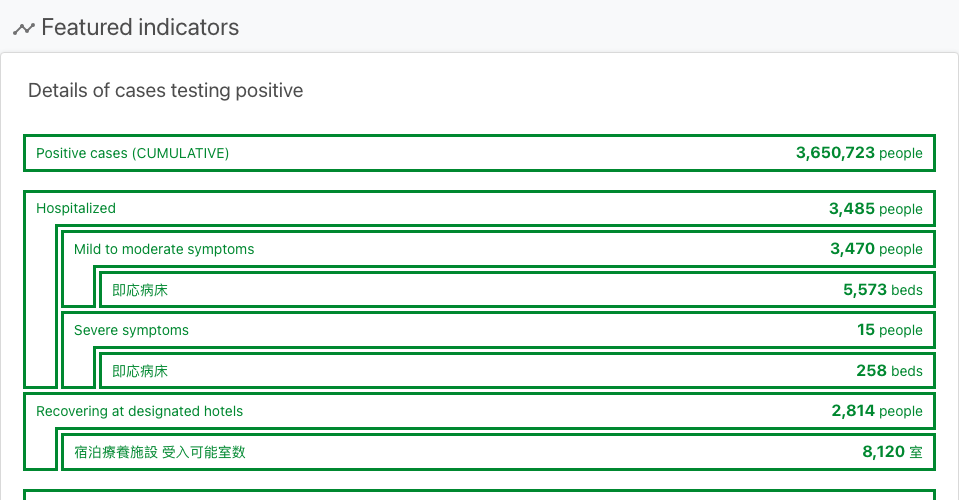 Featured indicators
Details of cases testing positive
Positive cases (CUMULATIVE) 3,650,723 people
Hospitalized 3,485 people
Mild to moderate symptoms 3,470 people
即応病床 5,573 beds
Severe symptoms 15 people
即応病床 258 beds
Recovering at designated hotels 2,814 people
宿泊療養施設 受入可能室数 8,120 室